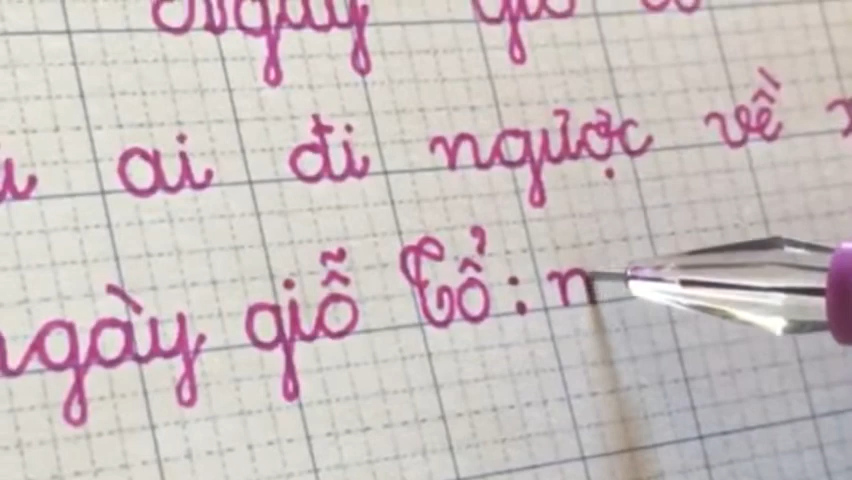 Ngày giỗ
ai đi ngược về
ngày giỗ Tổ: m